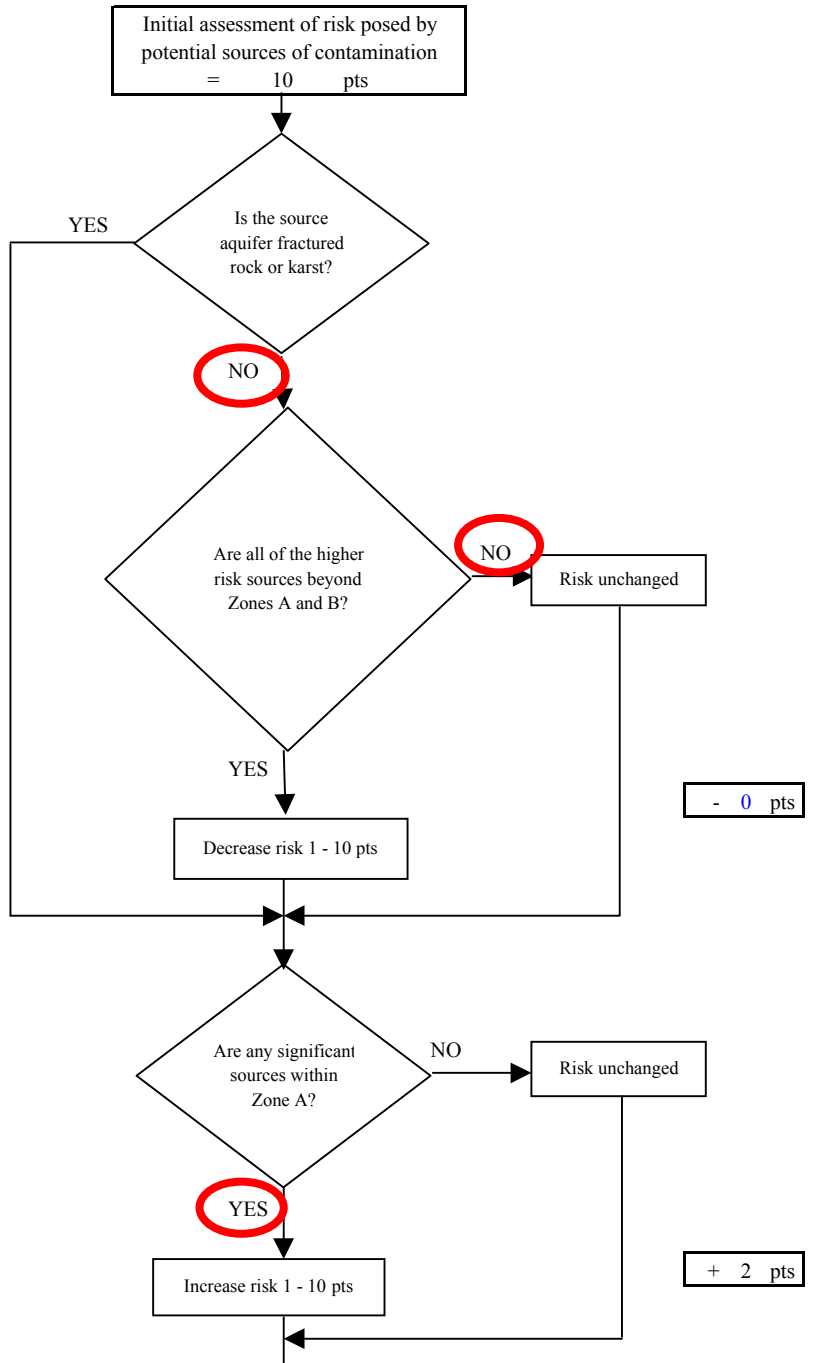 Initial assessment of risk posed by
potential sources of contamination
= 10 pts
YES
Is the source
aquifer fractured
rock or karst?
NO
Are all of the higher
risk sources beyond
Zones A and B?
NO
Risk unchanged
YES
- 0 pts
Decrease risk 1 - 10 pts
Are any significant
sources within
Zone A?
NO
Risk unchanged
YES
+ 2 pts
Increase risk 1 - 10 pts